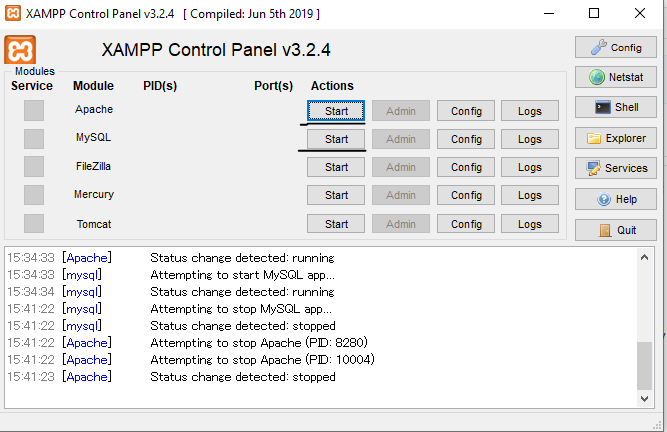 XAMPP Control Panel v3.2.4 [ Compiled: Jun 5th 2019 ]
XAMPP Control Panel v3.2.4
Config
Modules
Service Module PID(s) Port(s) Actions
Netstat
Apache Start Admin Config Logs
Shell
MySQL Start Admin Config Logs
Explorer
FileZilla Start Admin Config Logs
Services
Mercury Start Admin Config Logs
Help
Tomcat Start Admin Config Logs
Quit
15:34:33 [Apache] Status change detected: running
15:34:33 [mysql] Attempting to start MySQL app...
15:34:34 [mysql] Status change detected: running
15:41:22 [mysql] Attempting to stop MySQL app...
15:41:22 [mysql] Status change detected: stopped
15:41:22 [Apache] Attempting to stop Apache (PID: 8280)
15:41:22 [Apache] Attempting to stop Apache (PID: 10004)
15:41:23 [Apache] Status change detected: stopped